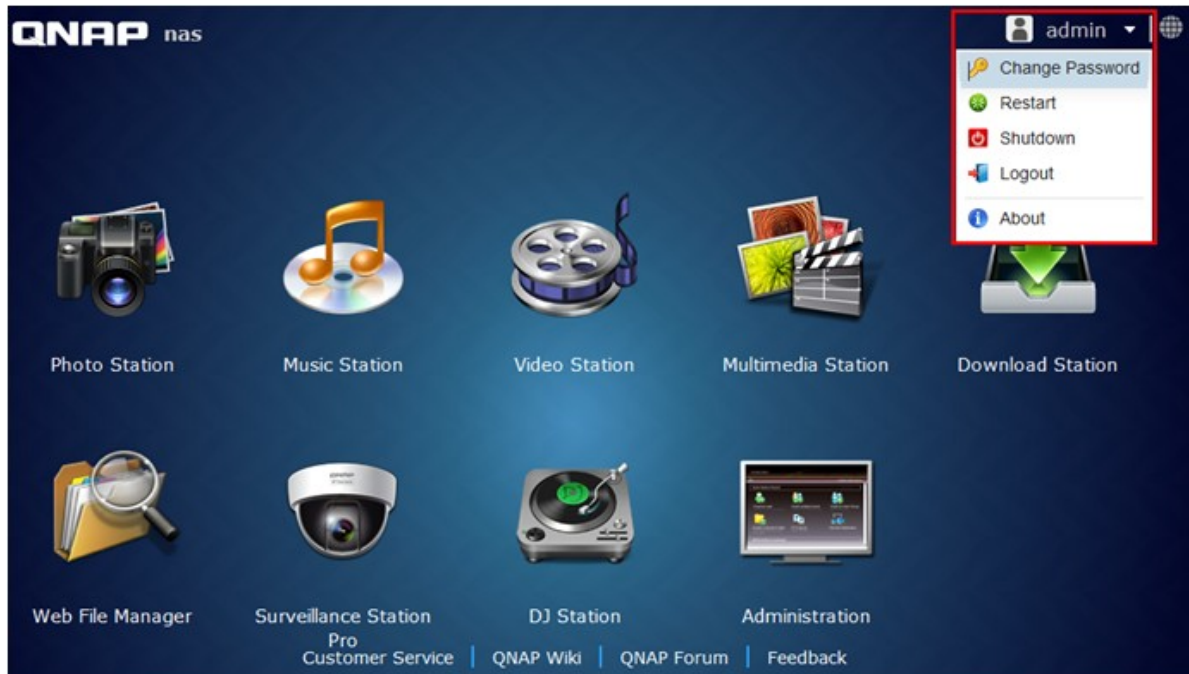 QNAP nas
admin
Change Password
Restart
Shutdown
Logout
About
Photo Station
Music Station
Video Station
Multimedia Station
Download Station
Web File Manager
Surveillance Station
Pro
DJ Station
Administration
Customer Service | QNAP Wiki | QNAP Forum | Feedback